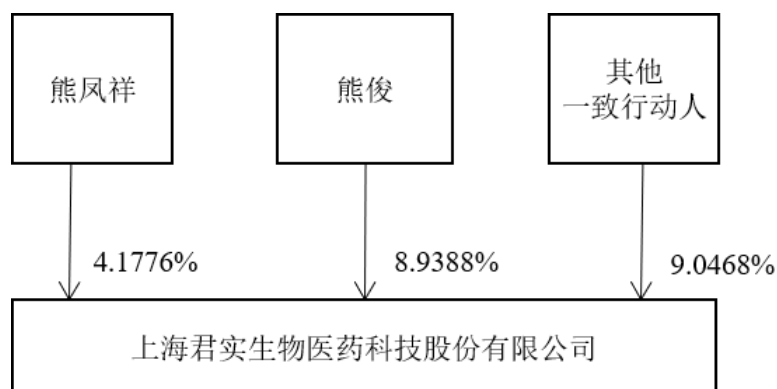 熊凤祥
熊俊
其他
一致行动人
4.1776%
8.9388%
9.0468%
上海君实生物医药科技股份有限公司